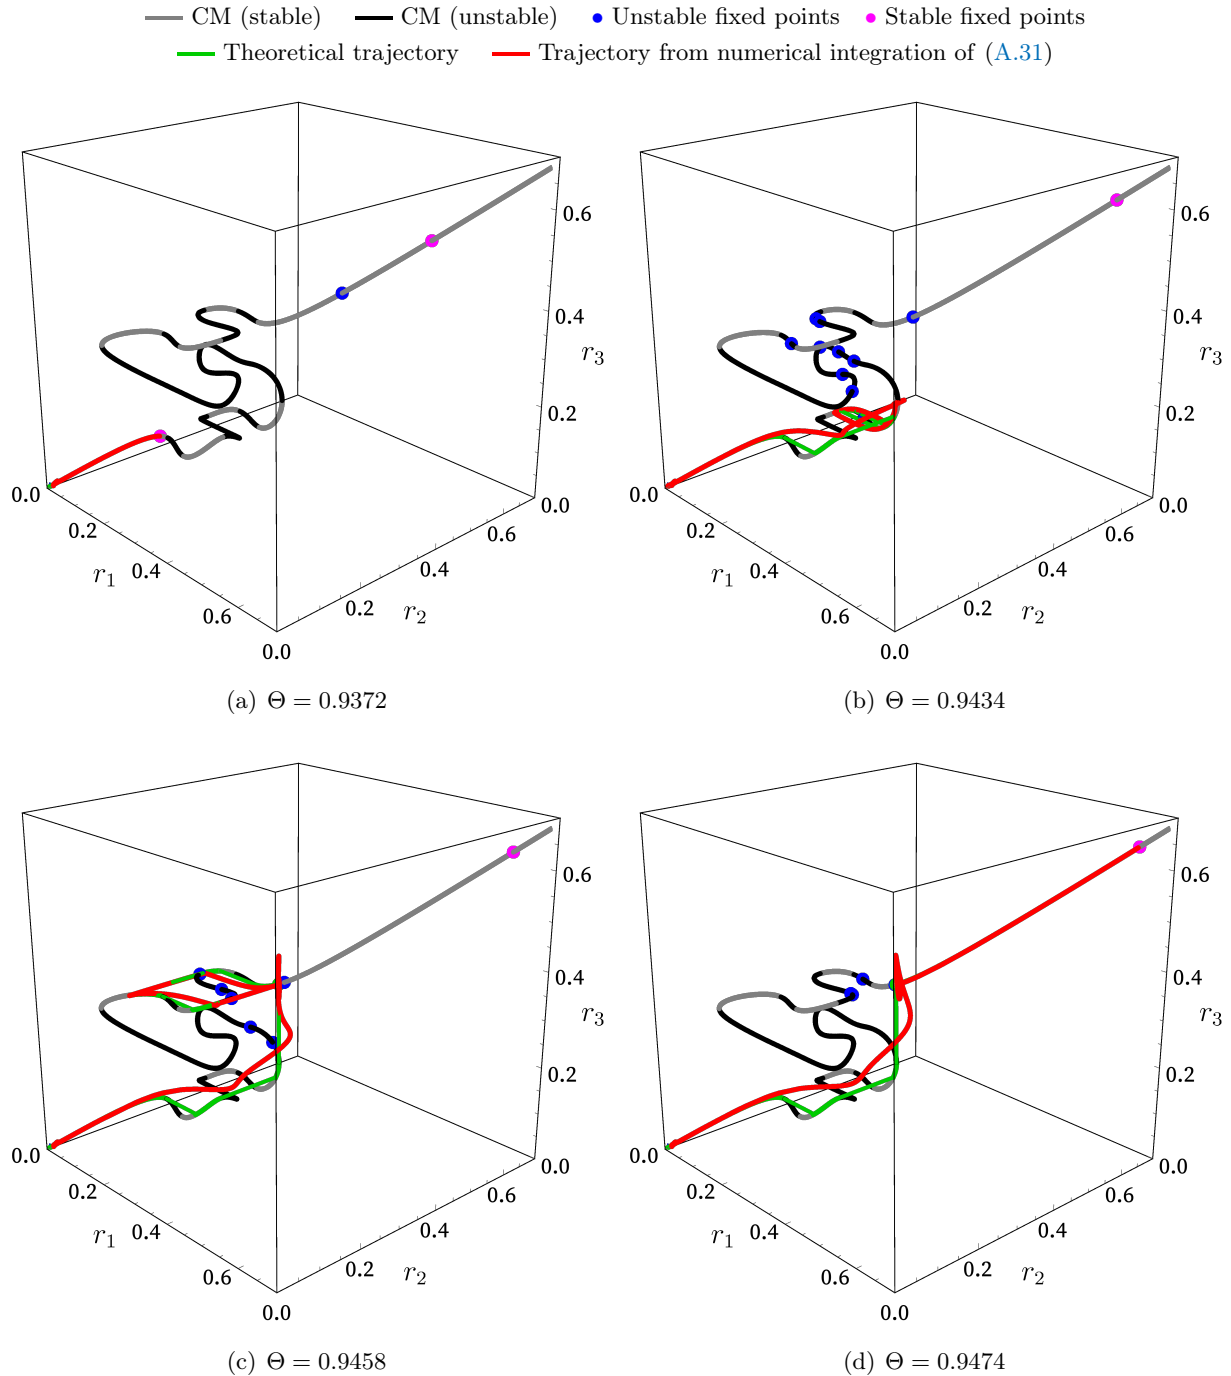 CM (stable) CM (unstable) Unstable fixed points Stable fixed points
Theoretical trajectory Trajectory from numerical integration of (A.31)
0.6
0.4
r3
0.2
0.0
0.0
0.2
r1
0.4
0.6
0.0
0.2
r2
0.4
0.6
(a) Θ = 0.9372
0.6
0.4
r3
0.2
0.0
0.0
0.2
r1
0.4
0.6
0.0
0.2
r2
0.4
0.6
(b) Θ = 0.9434
0.6
0.4
r3
0.2
0.0
0.0
0.2
r1
0.4
0.6
0.0
0.2
r2
0.4
0.6
(c) Θ = 0.9458
0.6
0.4
r3
0.2
0.0
0.0
0.2
r1
0.4
0.6
0.0
0.2
r2
0.4
0.6
(d) Θ = 0.9474